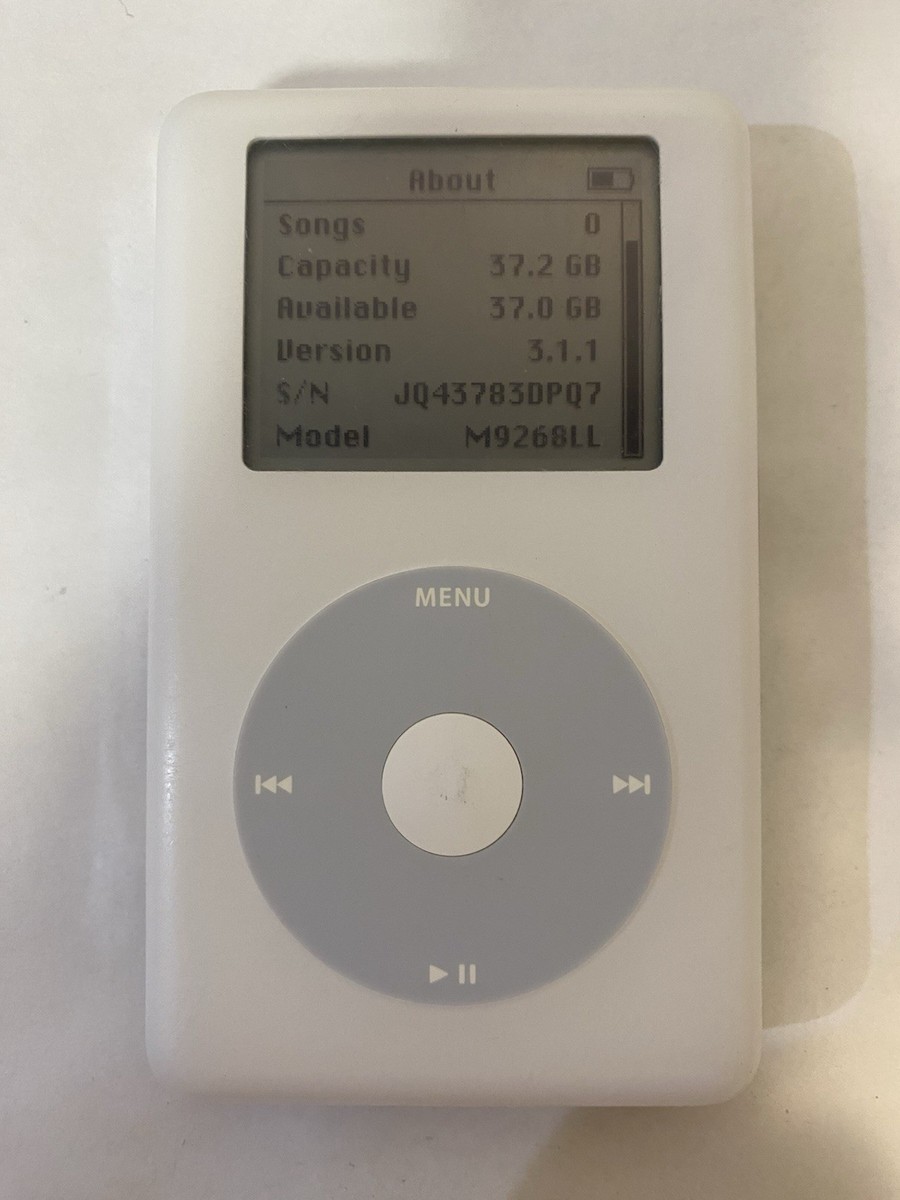 About
Songs 0
Capacity 37.2 GB
Available 37.0 GB
Version 3.1.1
S/N JQ43783DPQ7
Model M9268LL
MENU